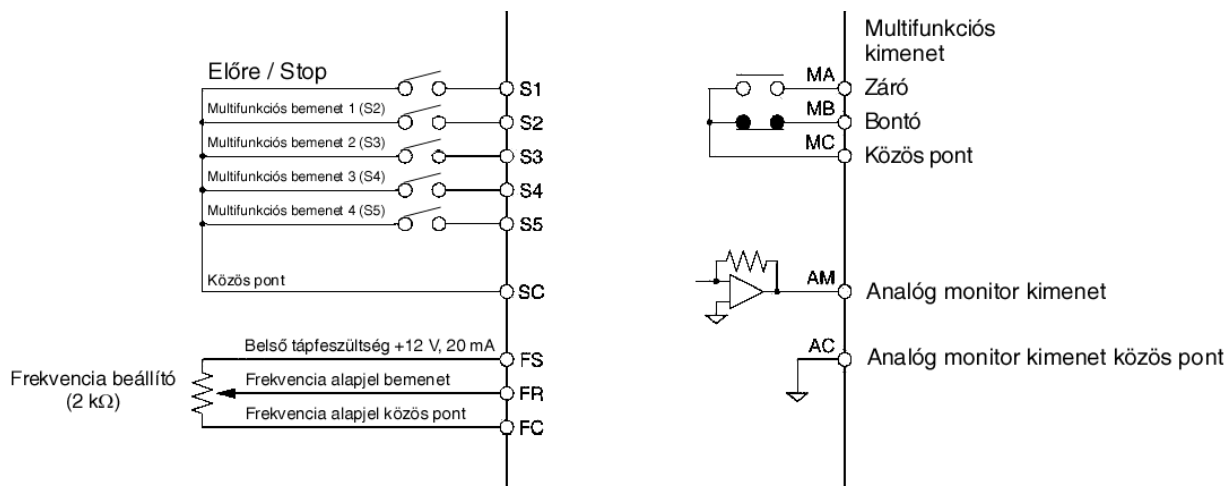 Előre / Stop
S1
Multifunkciós bemenet 1 (S2)
S2
Multifunkciós bemenet 2 (S3)
S3
Multifunkciós bemenet 3 (S4)
S4
Multifunkciós bemenet 4 (S5)
S5
Közös pont
SC
Belső tápfeszültség +12 V, 20 mA
FS
Frekvencia beállító
(2 kΩ)
Frekvencia alapjel bemenet
FR
Frekvencia alapjel közös pont
FC
Multifunkciós
kimenet
MA
Záró
MB
Bontó
MC
Közös pont
AM
Analóg monitor kimenet
AC
Analóg monitor kimenet közös pont